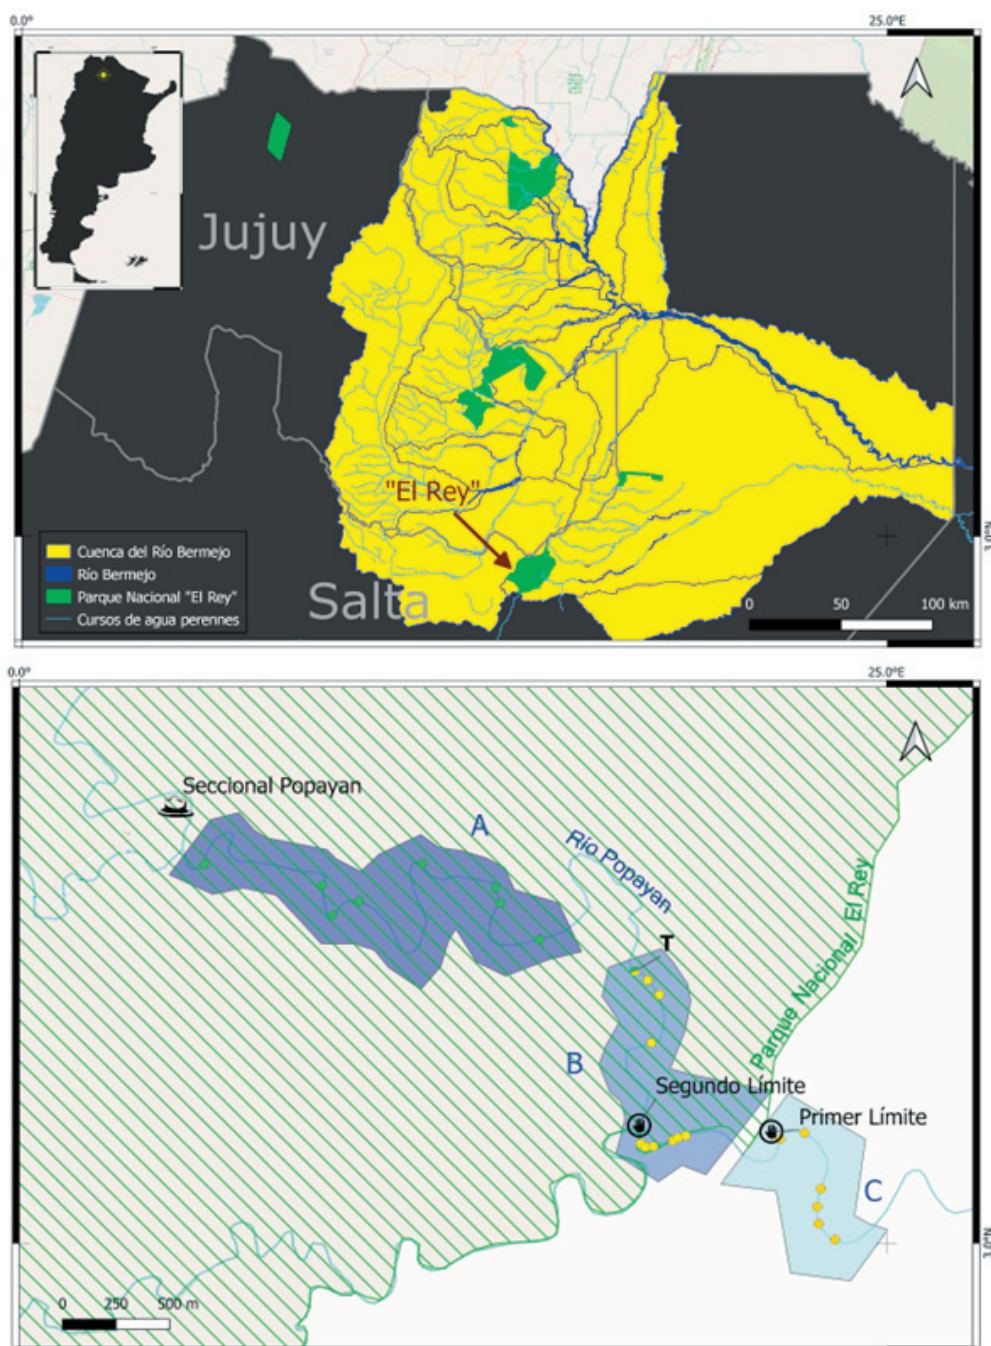 0.0°
25.0°E
Jujuy
"El Rey"
Salta
Cuenca del Río Bermejo
Río Bermejo
Parque Nacional "El Rey"
Cursos de agua perennes
0 50 100 km
0.0°
25.0°E
Seccional Popayan
A
Río Popayan
T
Parque Nacional El Rey
B
Segundo Límite
Primer Límite
C
0 250 500 m